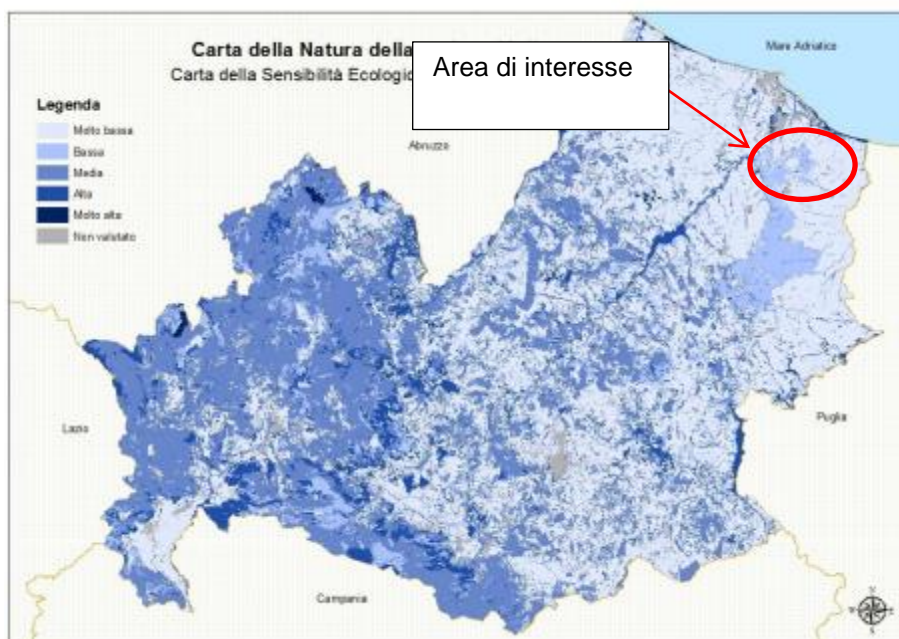 Carta della Natura della
Carta della Sensibilità Ecologic
Area di interesse
Mare Adriatico
Legenda
Molto bassa
Bassa
Media
Alta
Molto alta
Non valutato
Abruzzo
Lazio
Puglia
Campania
N
W
E
S